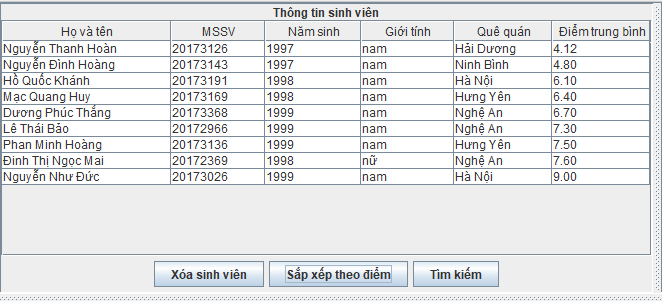 Thông tin sinh viên
Họ và tên MSSV Năm sinh Giới tính Quê quán Điểm trung bình
Nguyễn Thanh Hoàn 20173126 1997 nam Hải Dương 4.12
Nguyễn Đình Hoàng 20173143 1997 nam Ninh Bình 4.80
Hồ Quốc Khánh 20173191 1998 nam Hà Nội 6.10
Mạc Quang Huy 20173169 1998 nam Hưng Yên 6.40
Dương Phúc Thắng 20173368 1999 nam Nghệ An 6.70
Lê Thái Bảo 20172966 1999 nam Nghệ An 7.30
Phan Minh Hoàng 20173136 1999 nam Hưng Yên 7.50
Đinh Thị Ngọc Mai 20172369 1998 nữ Nghệ An 7.60
Nguyễn Như Đức 20173026 1999 nam Hà Nội 9.00
Xóa sinh viên Sắp xếp theo điểm Tìm kiếm